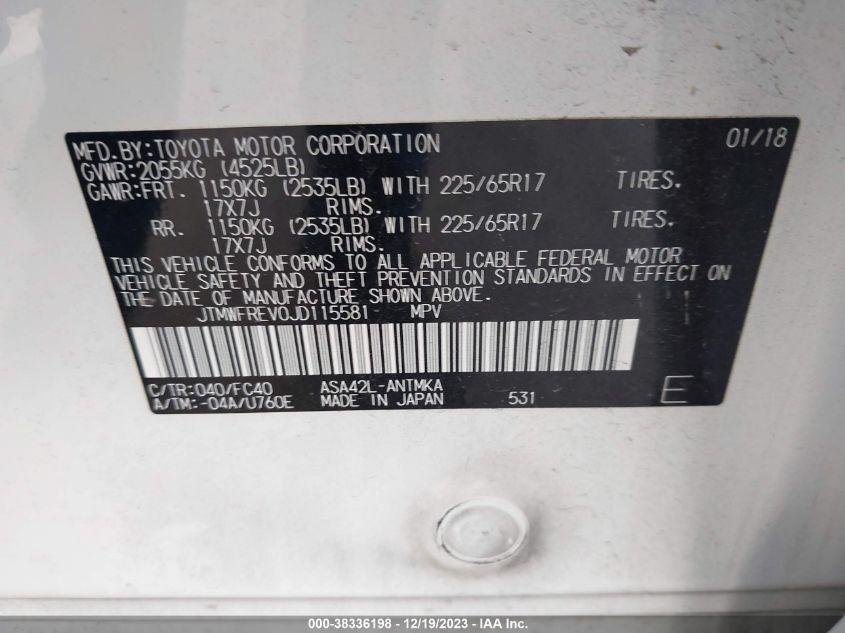 MFD.BY:TOYOTA MOTOR CORPORATION 01/18
GVWR:2055KG (4525LB)
GAWR:FRT. 1150KG (2535LB) WITH 225/65R17 TIRES.
17X7J RIMS.
RR. 1150KG (2535LB) WITH 225/65R17 TIRES.
17X7J RIMS.
THIS VEHICLE CONFORMS TO ALL APPLICABLE FEDERAL MOTOR
VEHICLE SAFETY AND THEFT PREVENTION STANDARDS IN EFFECT ON
THE DATE OF MANUFACTURE SHOWN ABOVE.
JTMWFREV0JD115581 MPV
C/TR:040/FC40 ASA42L-ANTMKA
A/TM:-04A/U760E MADE IN JAPAN 531 E
000-38336198 - 12/19/2023 - IAA Inc.